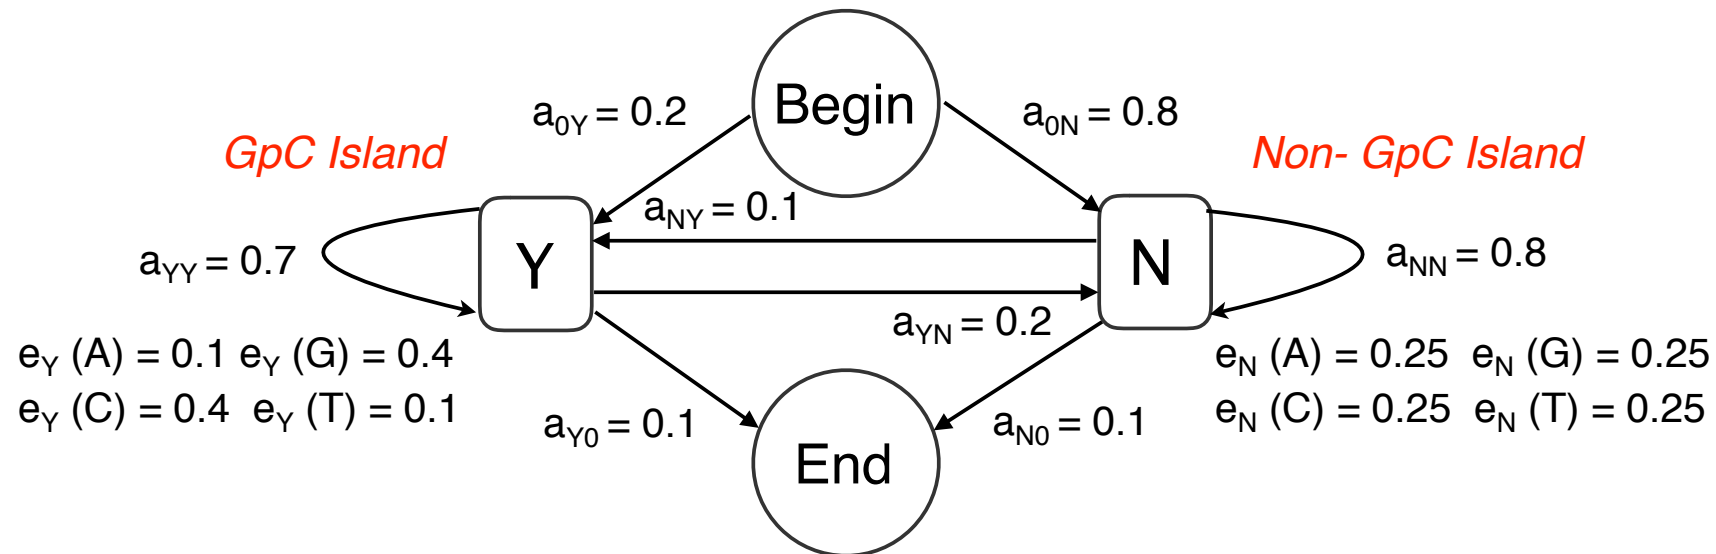 Begin
a0Y = 0.2
a0N = 0.8
GpC Island
Non- GpC Island
aNY = 0.1
Y
N
aYY = 0.7
aNN = 0.8
aYN = 0.2
eY (A) = 0.1 eY (G) = 0.4
eY (C) = 0.4 eY (T) = 0.1
eN (A) = 0.25 eN (G) = 0.25
eN (C) = 0.25 eN (T) = 0.25
aY0 = 0.1
aN0 = 0.1
End